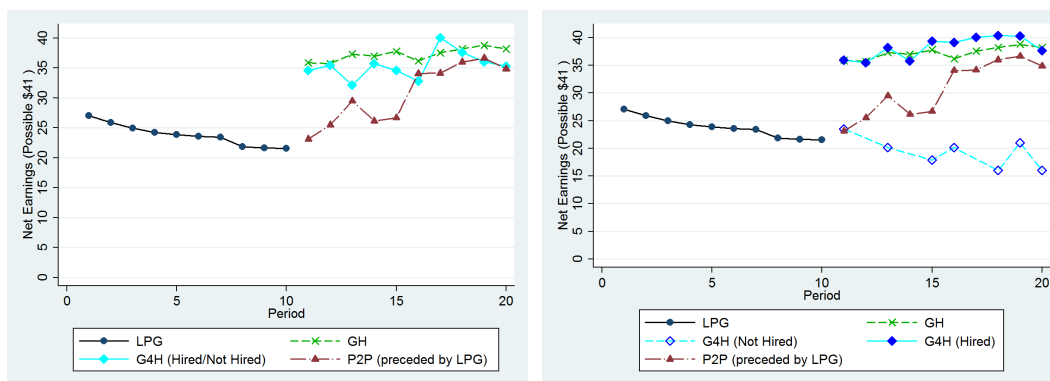 Net Earnings (Possible $41 )
40
35
30
25
20
15
10
5
0
0 5 10 15 20
Period
LPG GH
G4H (Hired/Not Hired) P2P (preceded by LPG)
Net Earnings (Possible $41 )
40
35
30
25
20
15
10
5
0
0 5 10 15 20
Period
LPG GH
G4H (Not Hired) G4H (Hired)
P2P (preceded by LPG)